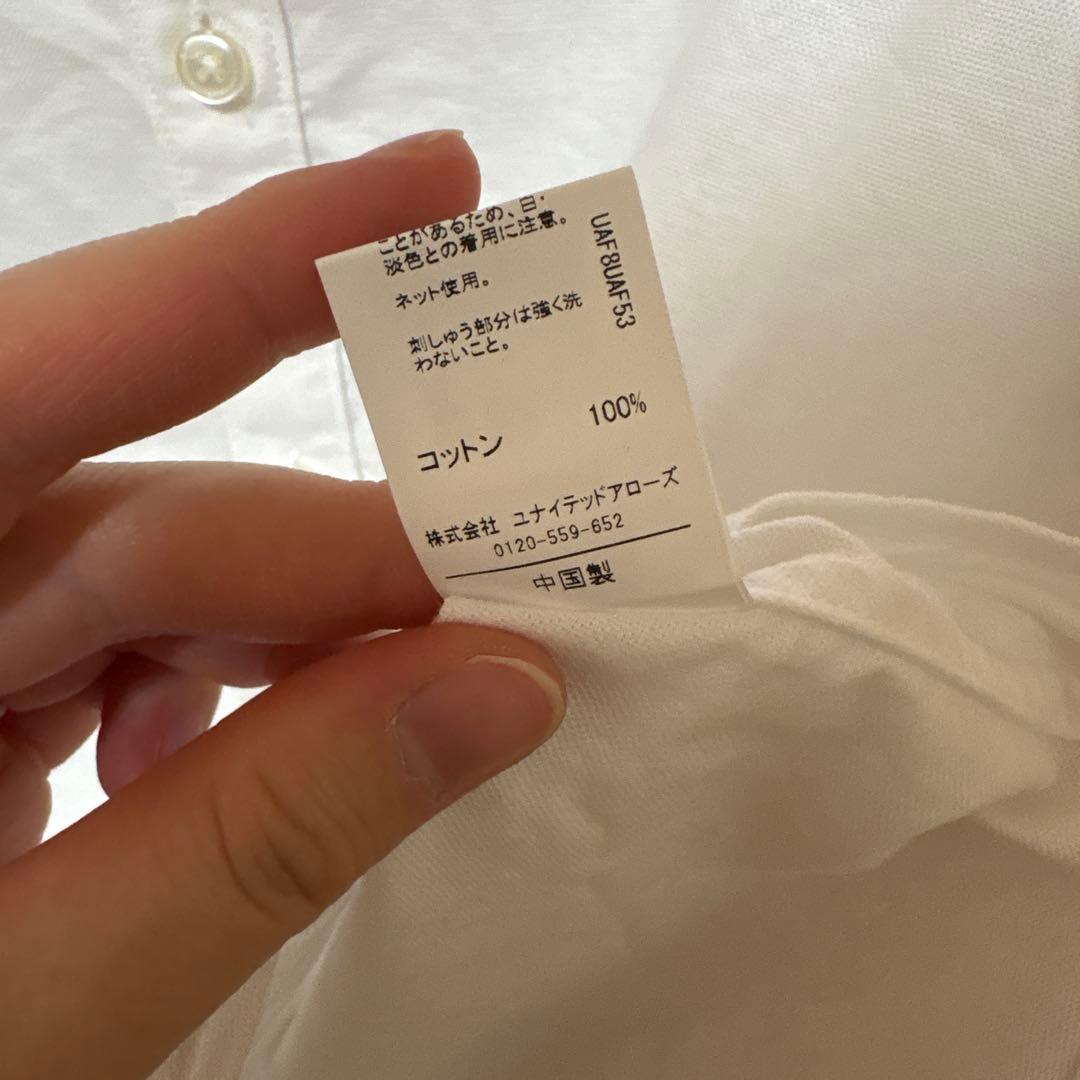 ことがあるため、白・
淡色との着用に注意。
ネット使用。
刺しゅう部分は強く洗
わないこと。
UAF8UAF53
コットン 100%
株式会社 ユナイテッドアローズ
0120-559-652
中国製